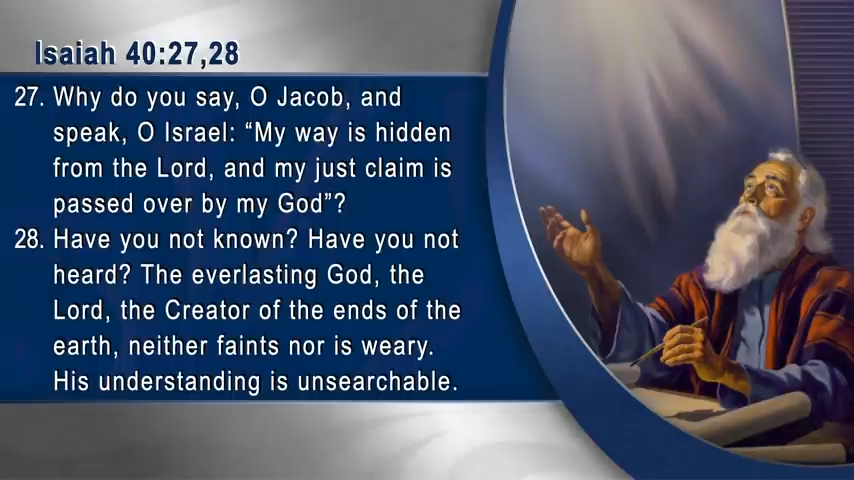 Isaiah 40:27,28
27. Why do you say, O Jacob, and
speak, O Israel: “My way is hidden
from the Lord, and my just claim is
passed over by my God”?
28. Have you not known? Have you not
heard? The everlasting God, the
Lord, the Creator of the ends of the
earth, neither faints nor is weary.
His understanding is unsearchable.